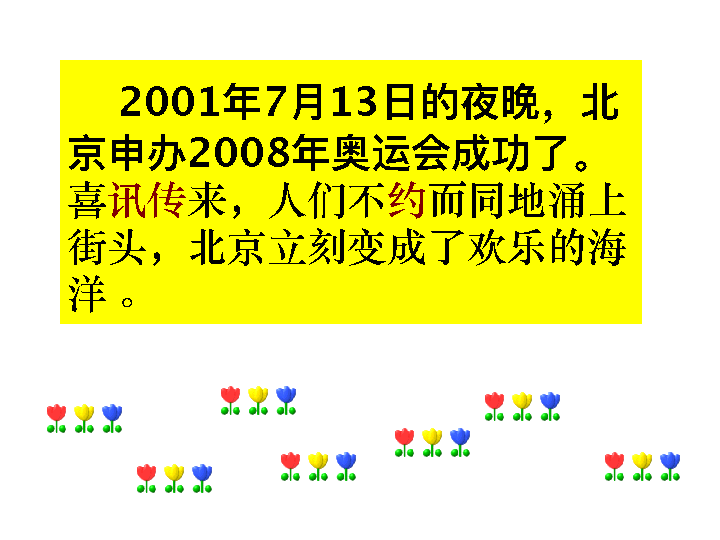 2001年7月13日的夜晚，北
京申办2008年奥运会成功了。
喜讯传来，人们不约而同地涌上
街头，北京立刻变成了欢乐的海
洋。